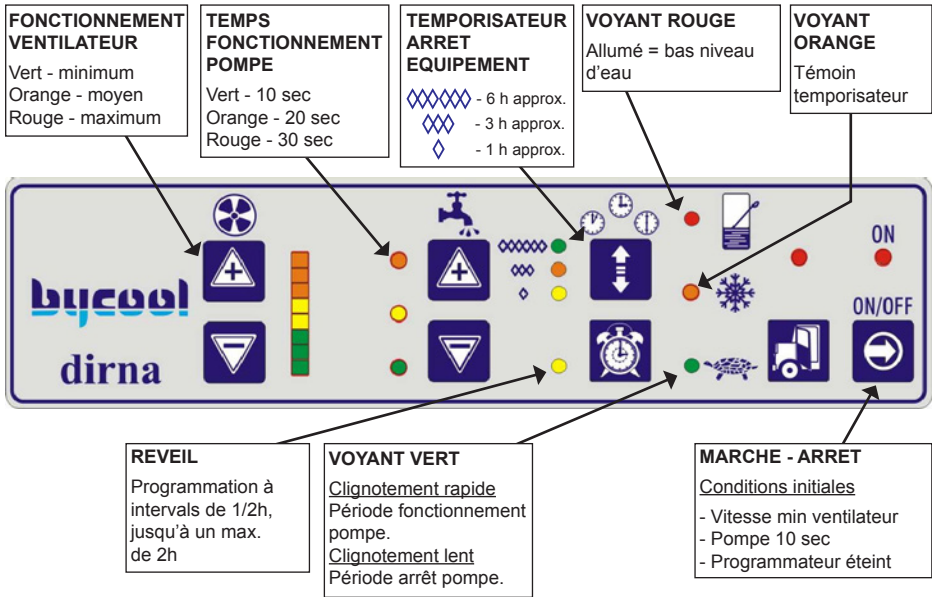 FONCTIONNEMENT
VENTILATEUR
Vert - minimum
Orange - moyen
Rouge - maximum
TEMPS
FONCTIONNEMENT
POMPE
Vert - 10 sec
Orange - 20 sec
Rouge - 30 sec
TEMPORISATEUR
ARRET
EQUIPEMENT
- 6 h approx.
- 3 h approx.
- 1 h approx.
VOYANT ROUGE
Allumé = bas niveau
d'eau
VOYANT
ORANGE
Témoin
temporisateur
bycool
dirna
ON
ON/OFF
REVEIL
Programmation à
intervals de 1/2h,
jusqu'à un max.
de 2h
VOYANT VERT
Clignotement rapide
Période fonctionnement
pompe.
Clignotement lent
Période arrêt pompe.
MARCHE - ARRET
Conditions initiales
- Vitesse min ventilateur
- Pompe 10 sec
- Programmateur éteint